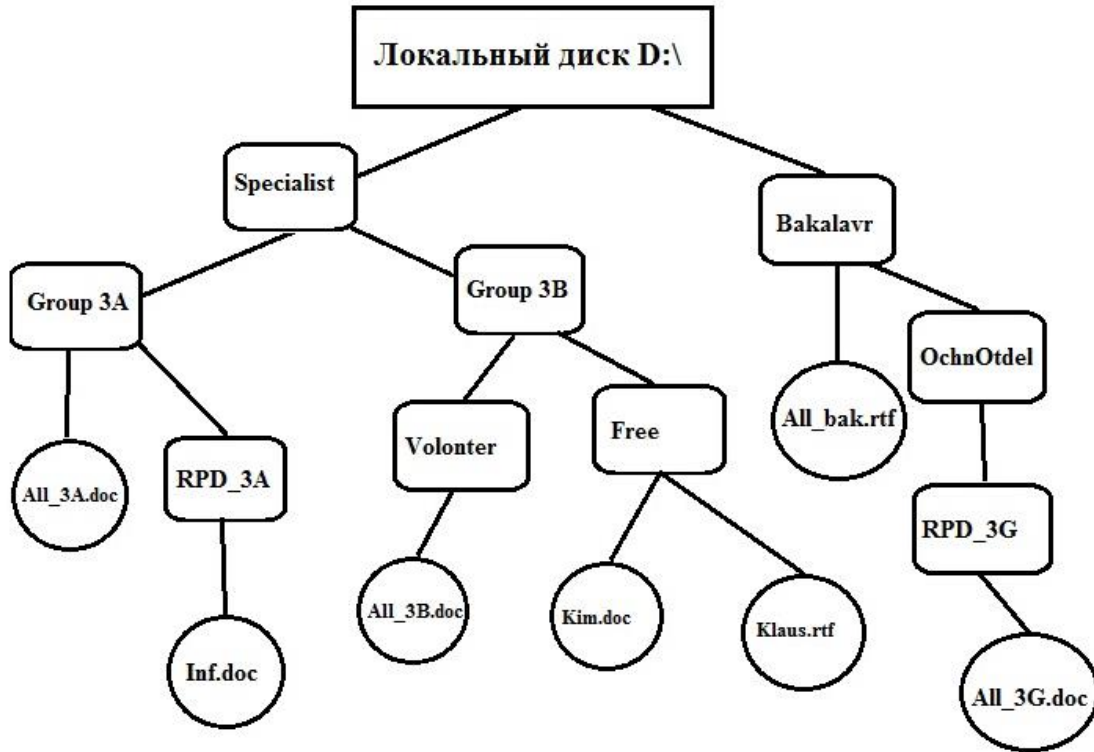 Локальный диск D:\
Specialist
Bakalavr
Group 3A
Group 3B
OchnOtdel
All_bak.rtf
Volonter
Free
All_3A.doc
RPD_3A
RPD_3G
All_3B.doc
Kim.doc
Klaus.rtf
Inf.doc
All_3G.doc